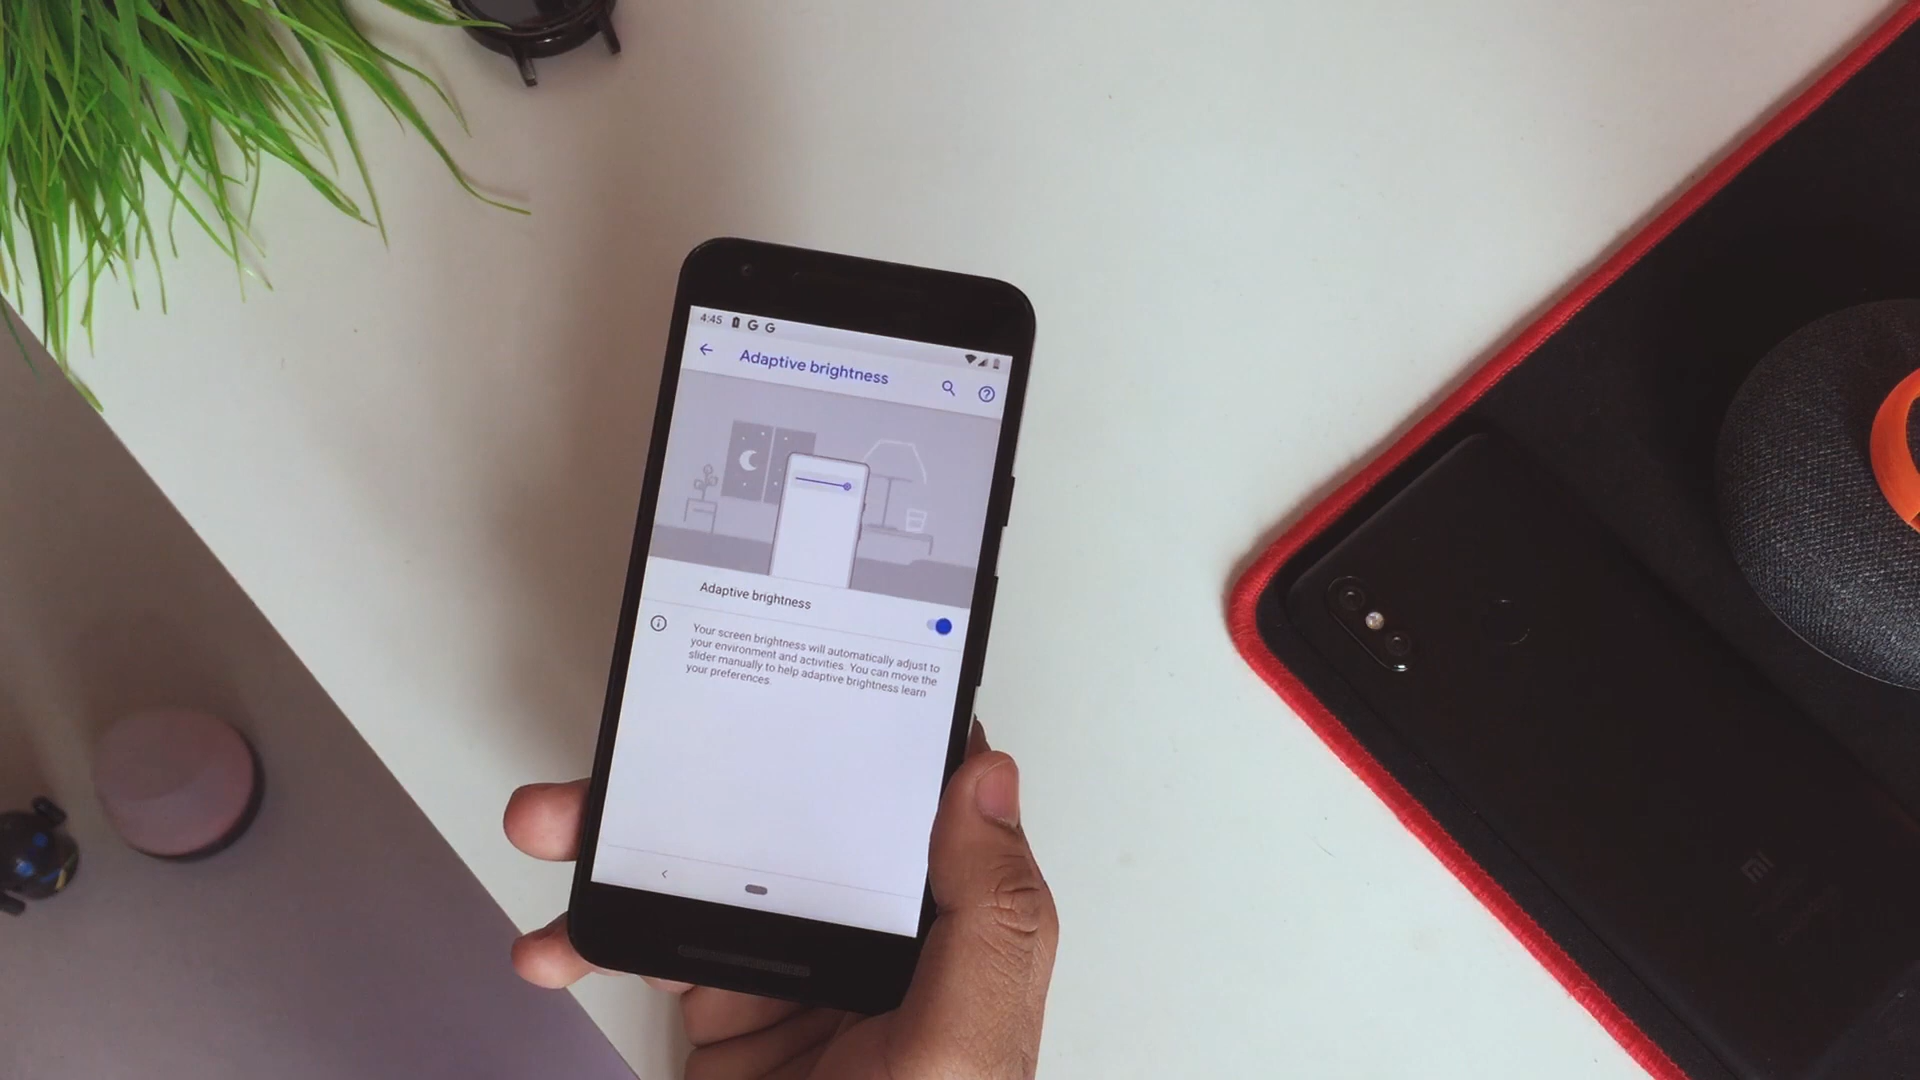 4:45 G G
Adaptive brightness
Adaptive brightness
Your screen brightness will automatically adjust to
your environment and activities. You can move the
slider manually to help adaptive brightness learn
your preferences.
mi